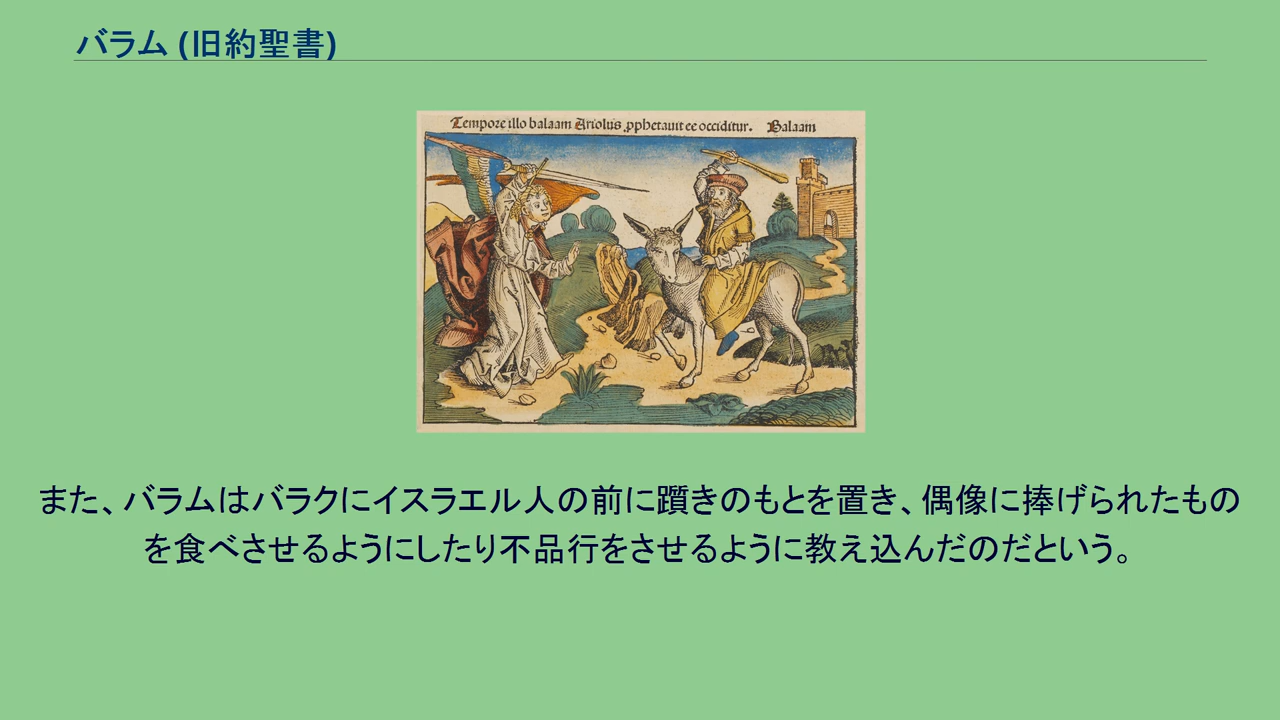 バラム (旧約聖書)
Tempore illo balaam Ariolus pphetauit ee occiditur. Balaam
また、バラムはバラクにイスラエル人の前に躓きのもとを置き、偶像に捧げられたもの
を食べさせるようにしたり不品行をさせるように教え込んだのだという。